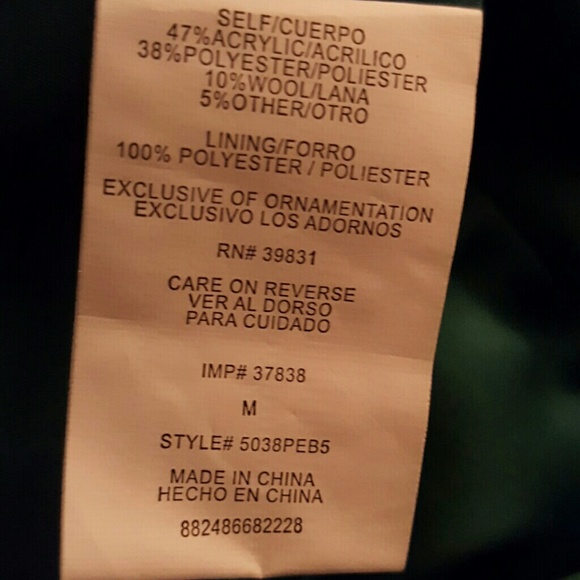 SELF/CUERPO
47%ACRYLIC/ACRILICO
38%POLYESTER/POLIESTER
10%WOOL/LANA
5%OTHER/OTRO
LINING/FORRO
100% POLYESTER / POLIESTER
EXCLUSIVE OF ORNAMENTATION
EXCLUSIVO LOS ADORNOS
RN# 39831
CARE ON REVERSE
VER AL DORSO
PARA CUIDADO
IMP# 37838
M
STYLE# 5038PEB5
MADE IN CHINA
HECHO EN CHINA
882486682228